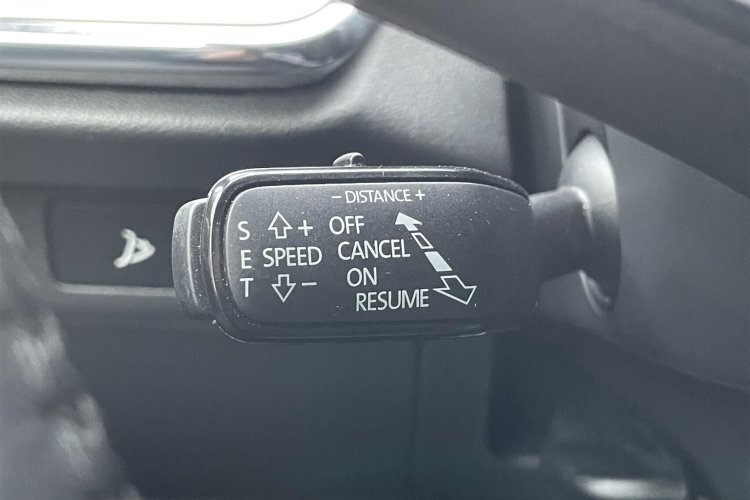 − DISTANCE +
S + OFF
E SPEED CANCEL
T − ON
RESUME